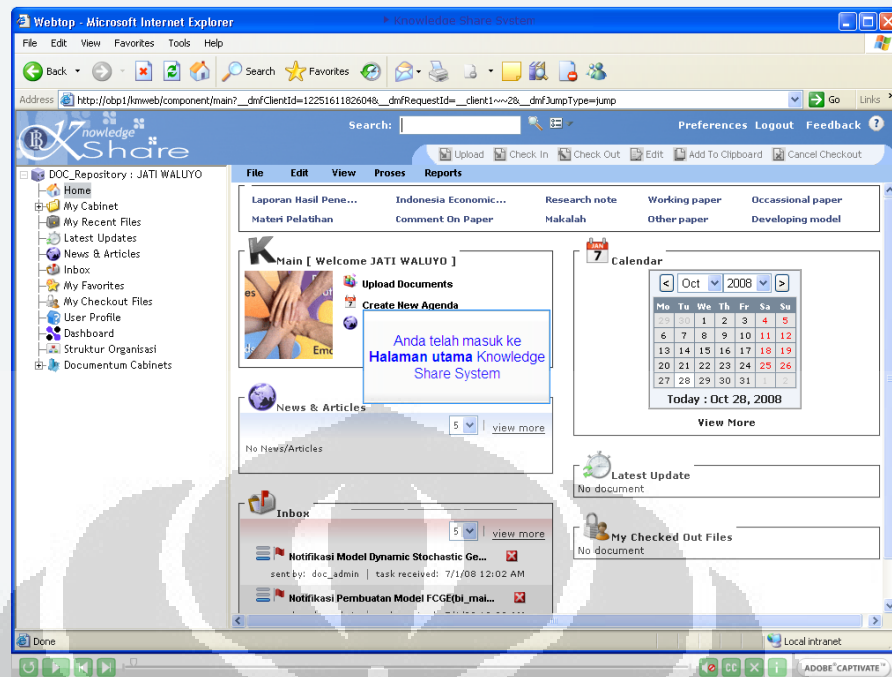 Webtop - Microsoft Internet Explorer
Knowledge Share System
File Edit View Favorites Tools Help
Back Search Favorites
Address http://obp1/kmweb/component/main?__dmfClientId=1225161182604&__dmfRequestId=__client1~~2&__dmfJumpType=jump Go Links
Knowledge Share
Search: Preferences Logout Feedback
Upload Check In Check Out Edit Add To Clipboard Cancel Checkout
DOC_Repository : JATI WALUYO
Home
My Cabinet
My Recent Files
Latest Updates
News & Articles
Inbox
My Favorites
My Checkout Files
User Profile
Dashboard
Struktur Organisasi
Documentum Cabinets
File Edit View Proses Reports
Laporan Hasil Pene... Indonesia Economic... Research note Working paper Occassional paper
Materi Pelatihan Comment On Paper Makalah Other paper Developing model
Main [ Welcome JATI WALUYO ]
Upload Documents
Create New Agenda
Anda telah masuk ke
Halaman utama Knowledge
Share System
News & Articles
5 | view more
No News/Articles
Inbox
5 | view more
Notifikasi Model Dynamic Stochastic Ge...
sent by: doc_admin | task received: 7/1/08 12:02 AM
Notifikasi Pembuatan Model FCGE(bi_mai...
JAN
7
Calendar
< Oct 2008 >
Mo Tu We Th Fr Sa Su
29 30 1 2 3 4 5
6 7 8 9 10 11 12
13 14 15 16 17 18 19
20 21 22 23 24 25 26
27 28 29 30 31 1 2
Today : Oct 28, 2008
View More
Latest Update
No document
My Checked Out Files
No document
Done Local intranet
CC ADOBE CAPTIVATE